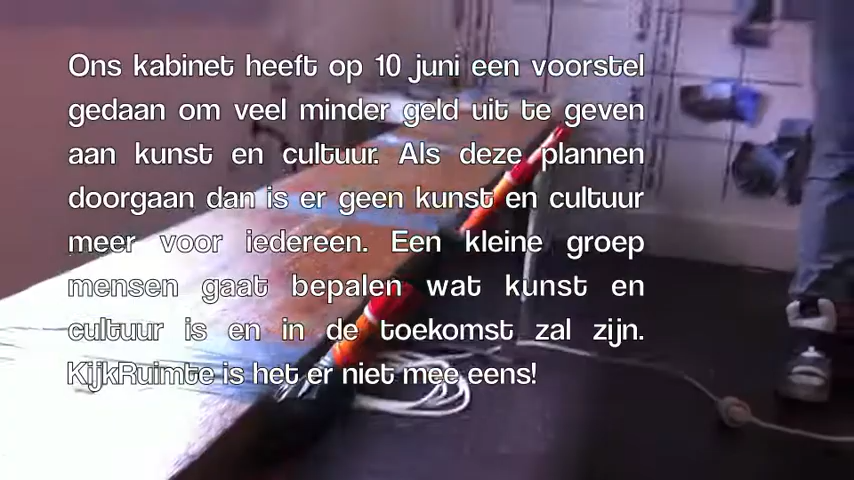 Ons kabinet heeft op 10 juni een voorstel
gedaan om veel minder geld uit te geven
aan kunst en cultuur. Als deze plannen
doorgaan dan is er geen kunst en cultuur
meer voor iedereen. Een kleine groep
mensen gaat bepalen wat kunst en
cultuur is en in de toekomst zal zijn.
KijkRuimte is het er niet mee eens!